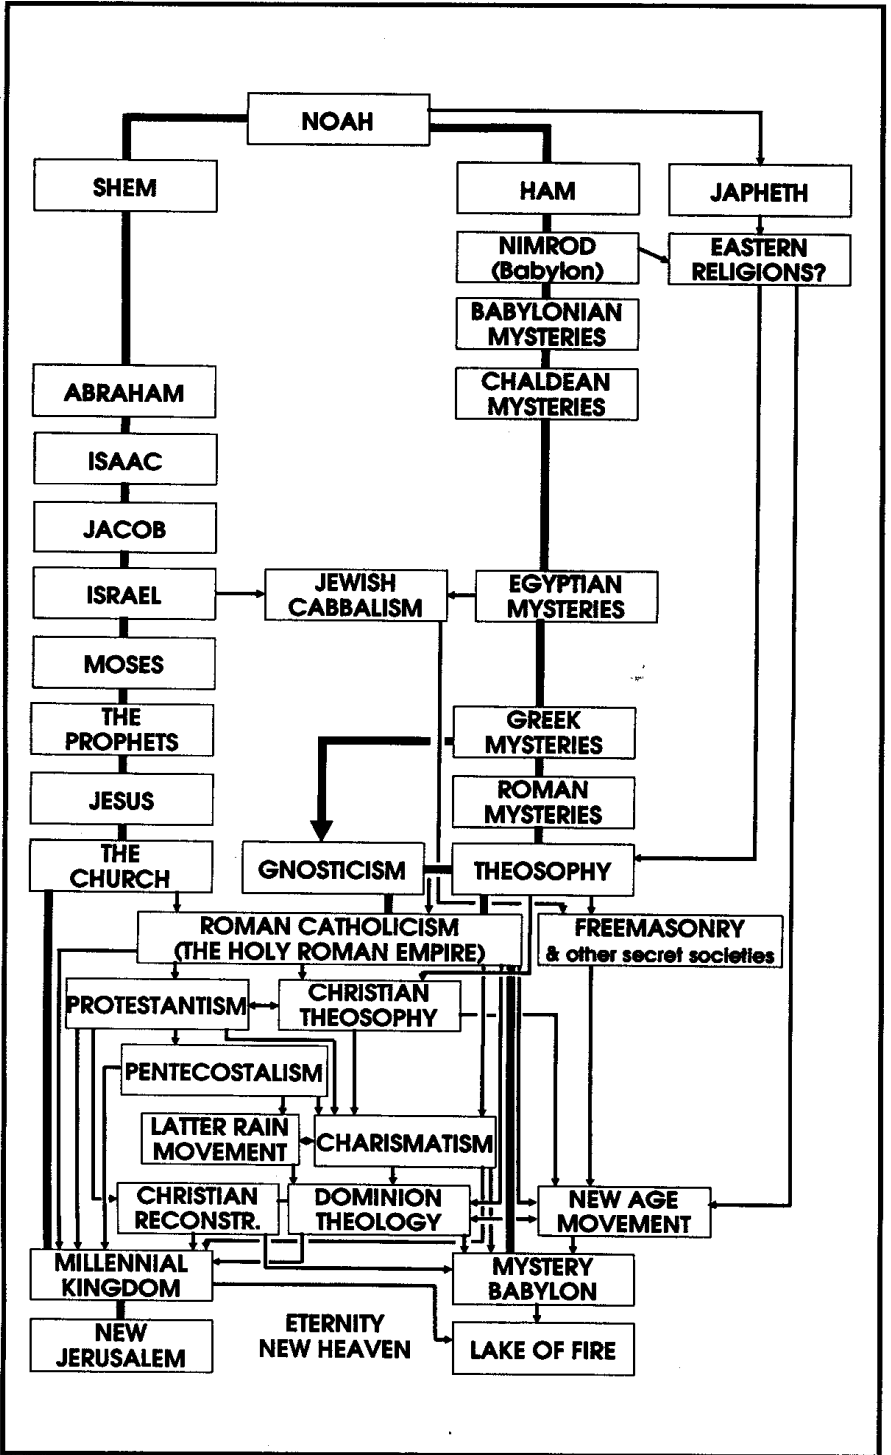 NOAH
SHEM
HAM
JAPHETH
NIMROD
(Babylon)
EASTERN
RELIGIONS?
BABYLONIAN
MYSTERIES
CHALDEAN
MYSTERIES
ABRAHAM
ISAAC
JACOB
ISRAEL
JEWISH
CABBALISM
EGYPTIAN
MYSTERIES
MOSES
THE
PROPHETS
GREEK
MYSTERIES
JESUS
ROMAN
MYSTERIES
THE
CHURCH
GNOSTICISM
THEOSOPHY
ROMAN CATHOLICISM
(THE HOLY ROMAN EMPIRE)
FREEMASONRY
& other secret societies
PROTESTANTISM
CHRISTIAN
THEOSOPHY
PENTECOSTALISM
LATTER RAIN
MOVEMENT
CHARISMATISM
CHRISTIAN
RECONSTR.
DOMINION
THEOLOGY
NEW AGE
MOVEMENT
MILLENNIAL
KINGDOM
MYSTERY
BABYLON
NEW
JERUSALEM
ETERNITY
NEW HEAVEN
LAKE OF FIRE